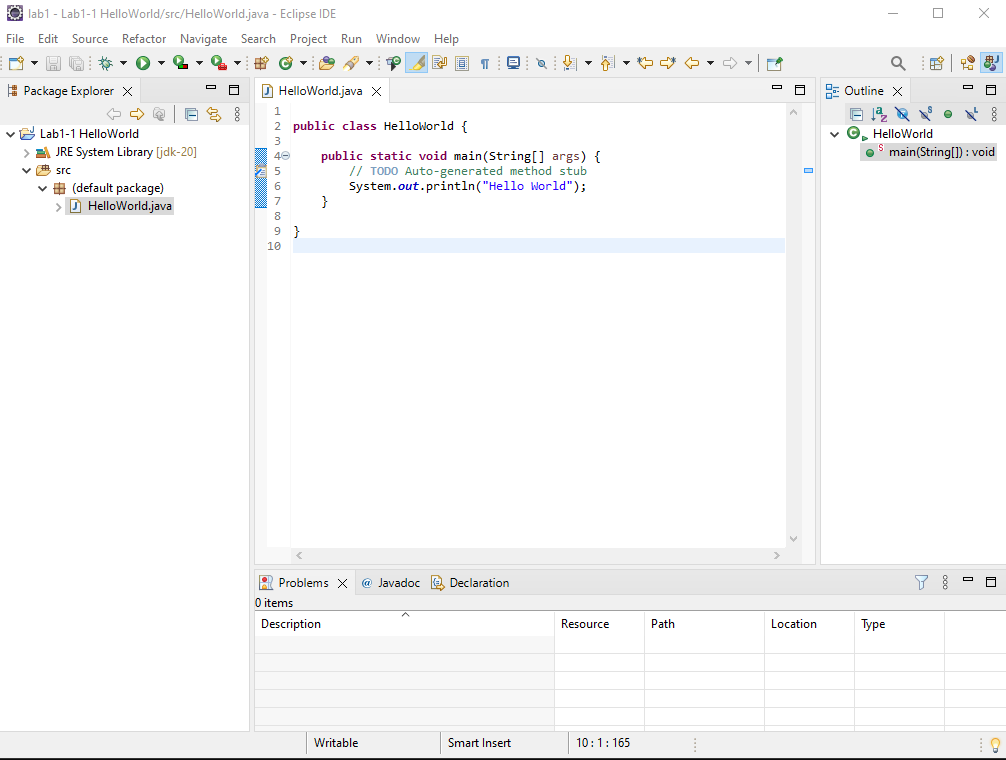 lab1 - Lab1-1 HelloWorld/src/HelloWorld.java - Eclipse IDE
File Edit Source Refactor Navigate Search Project Run Window Help
Package Explorer
Lab1-1 HelloWorld
JRE System Library [jdk-20]
src
(default package)
HelloWorld.java
HelloWorld.java
1
2 public class HelloWorld {
3
4 public static void main(String[] args) {
5 // TODO Auto-generated method stub
6 System.out.println("Hello World");
7 }
8
9 }
10
Outline
HelloWorld
main(String[]) : void
Problems @ Javadoc Declaration
0 items
Description Resource Path Location Type
Writable Smart Insert 10 : 1 : 165